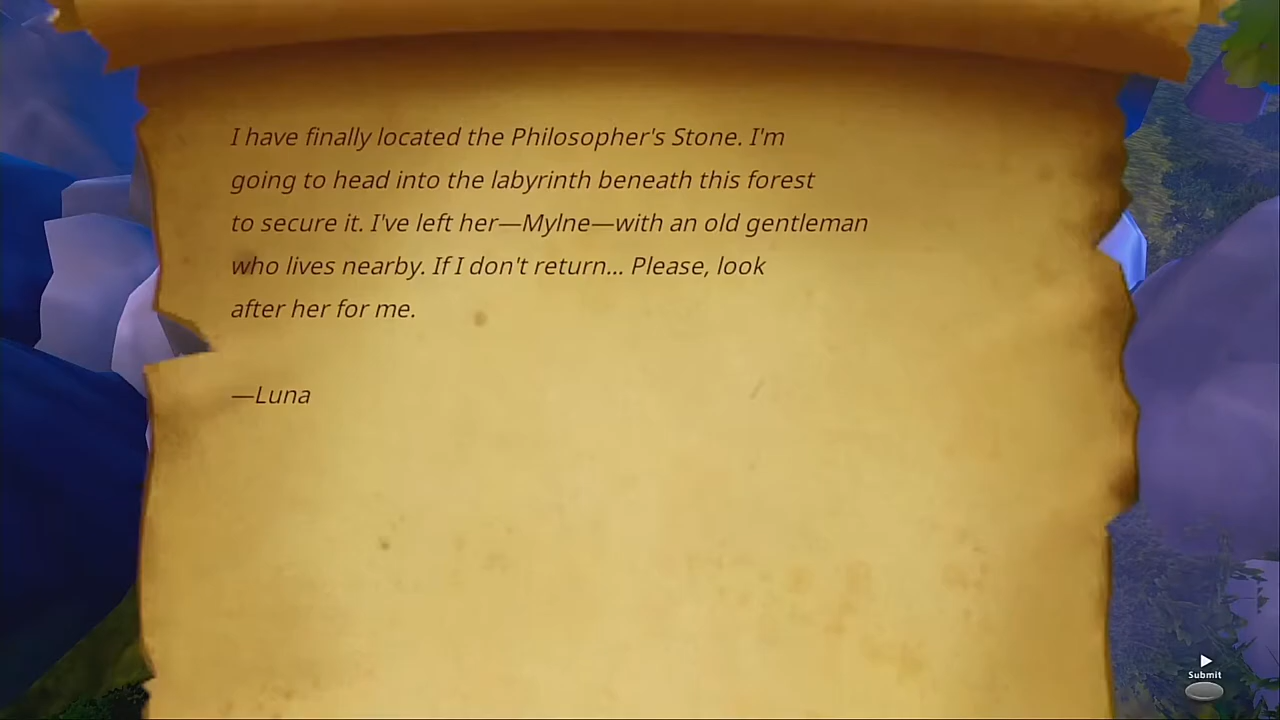 I have finally located the Philosopher's Stone. I'm
going to head into the labyrinth beneath this forest
to secure it. I've left her—Mylne—with an old gentleman
who lives nearby. If I don't return... Please, look
after her for me.
—Luna
Submit